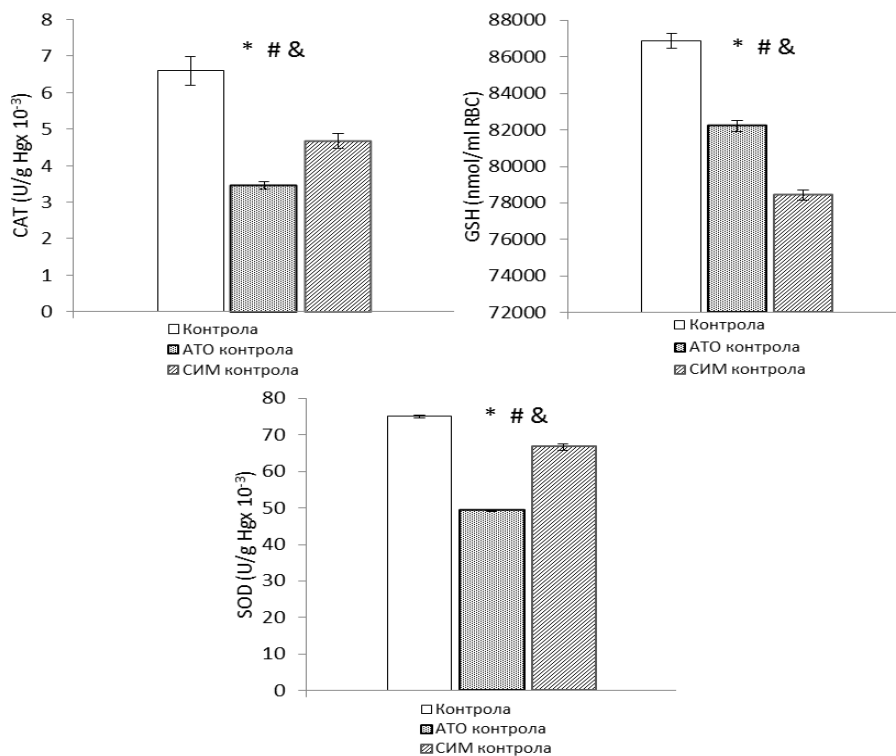 CAT (U/g Hgx 10⁻³)
8
7
6
5
4
3
2
1
0
* # &
Контрола
АТО контрола
СИМ контрола
GSH (nmol/ml RBC)
88000
86000
84000
82000
80000
78000
76000
74000
72000
* # &
Контрола
АТО контрола
СИМ контрола
SOD (U/g Hgx 10⁻³)
80
70
60
50
40
30
20
10
0
* # &
Контрола
АТО контрола
СИМ контрола